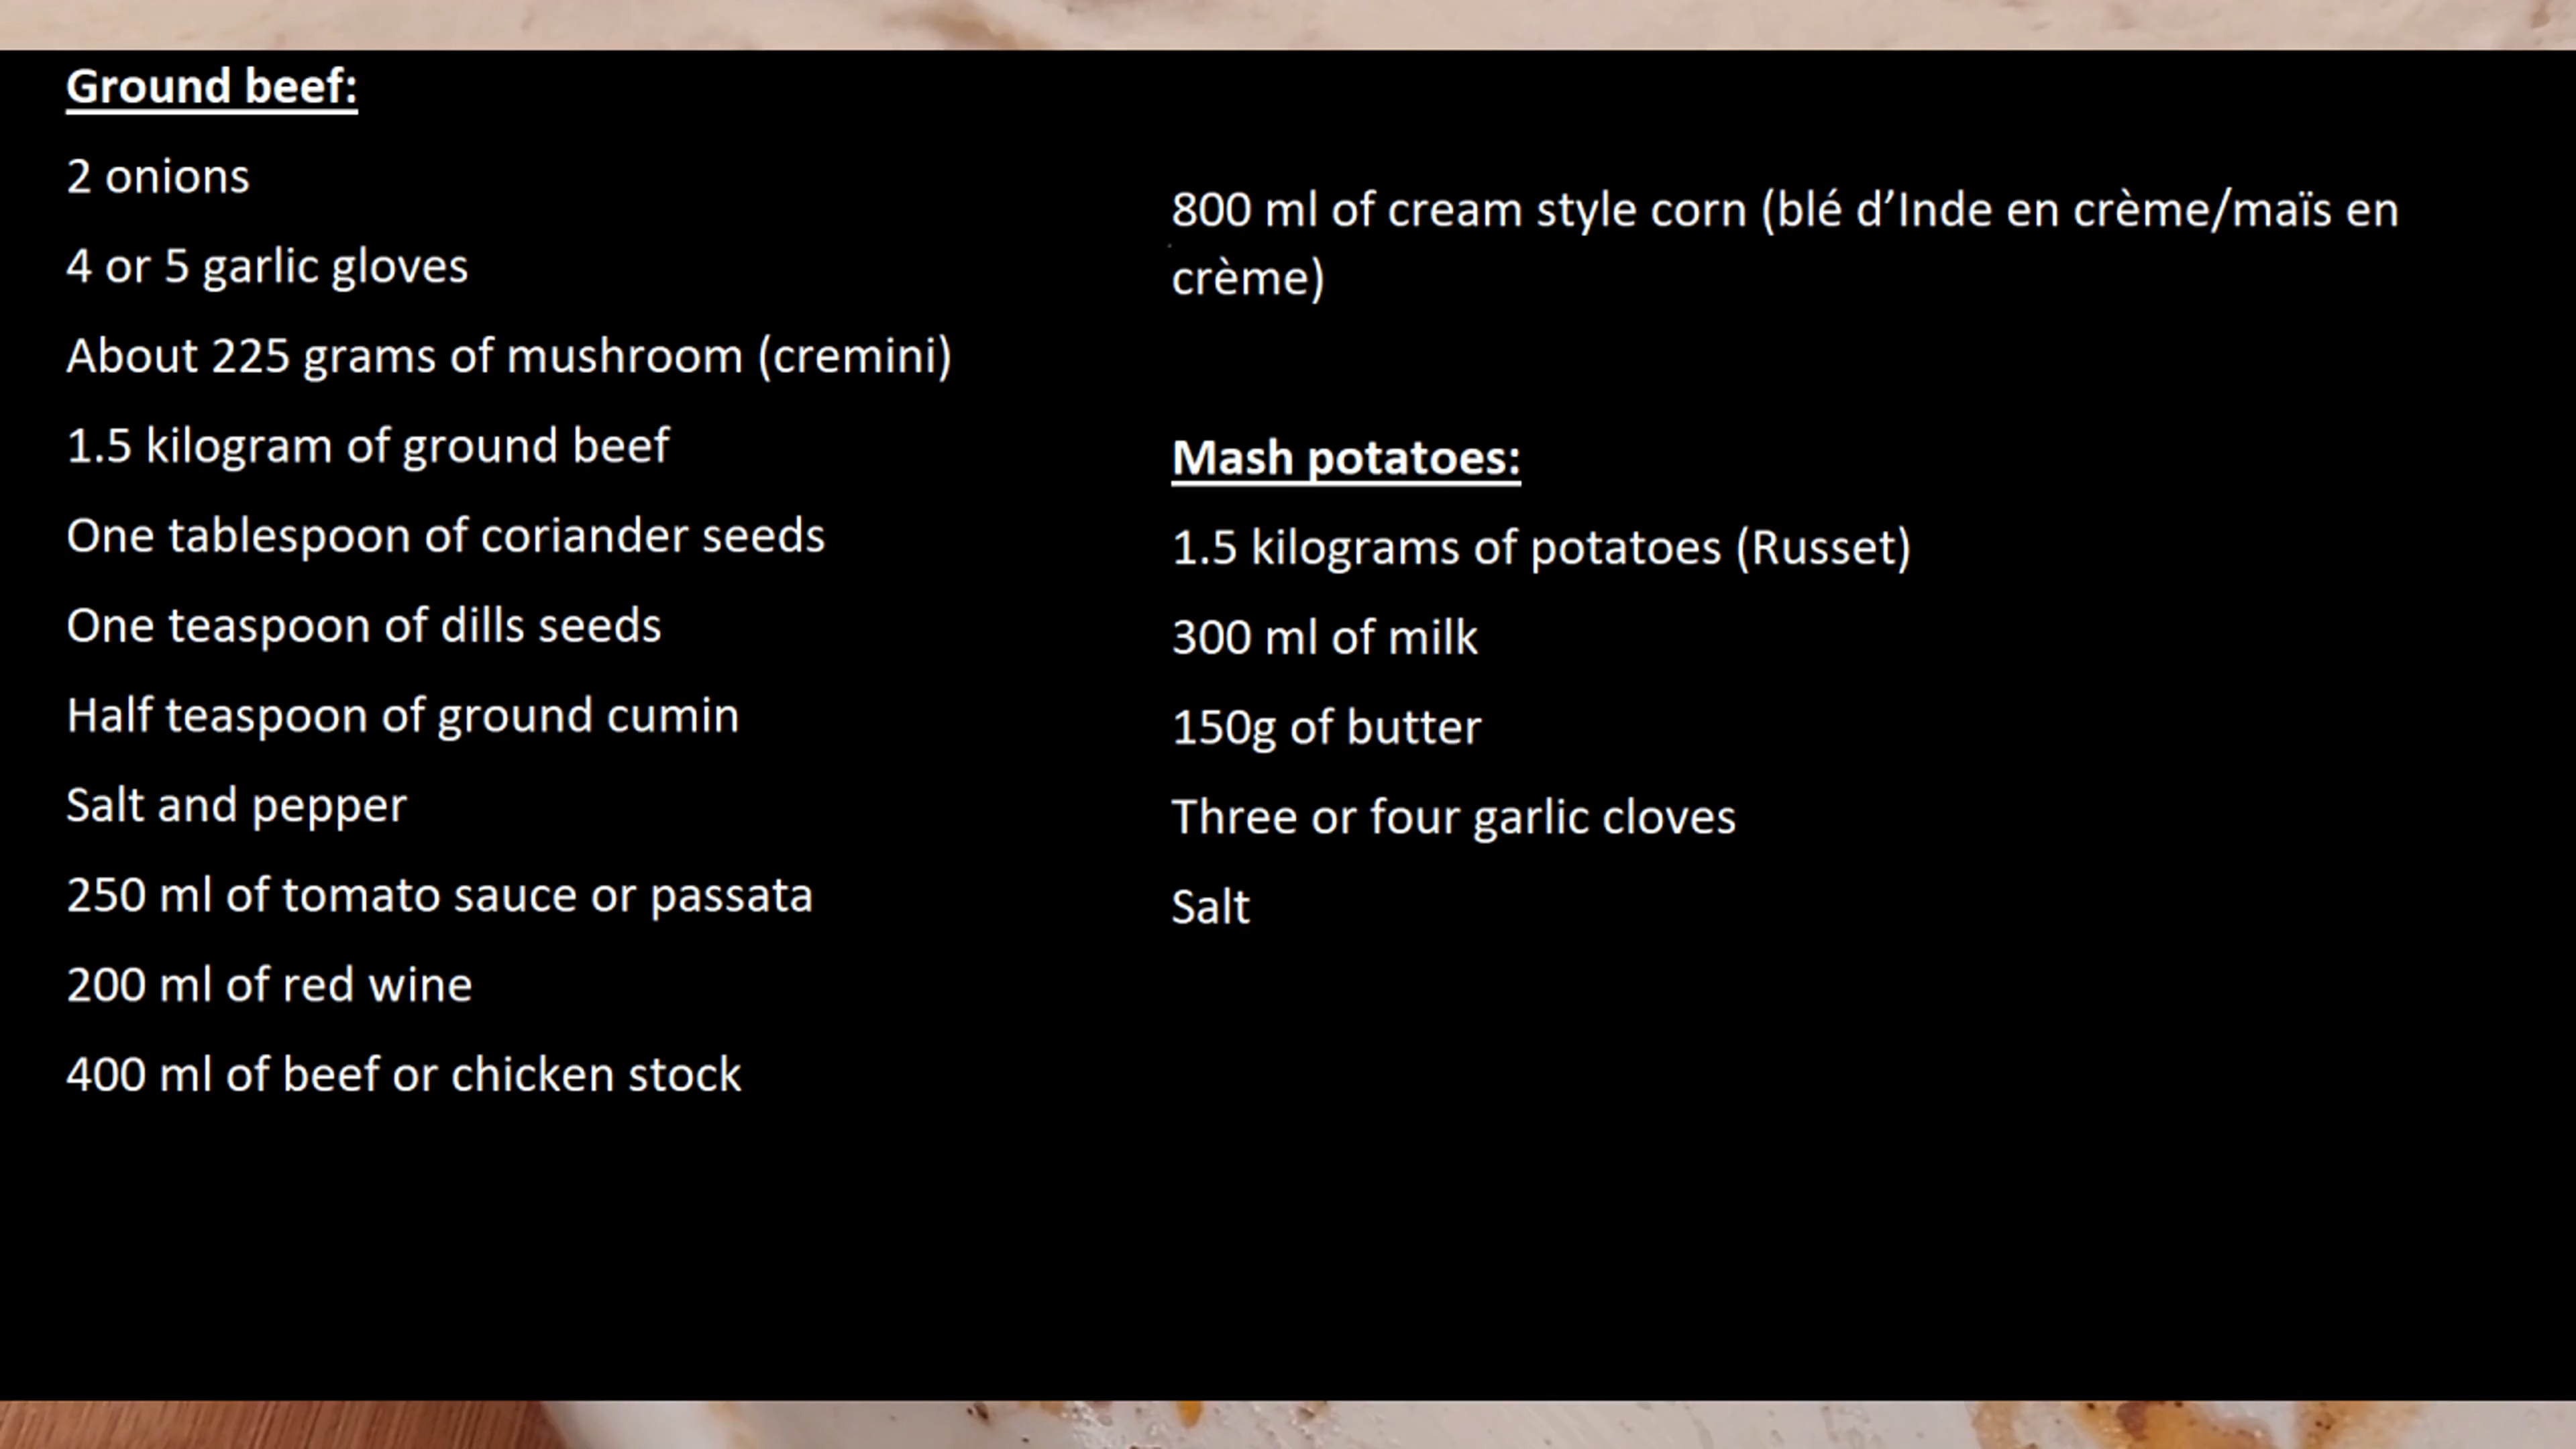 Ground beef:
2 onions
4 or 5 garlic gloves
About 225 grams of mushroom (cremini)
1.5 kilogram of ground beef
One tablespoon of coriander seeds
One teaspoon of dills seeds
Half teaspoon of ground cumin
Salt and pepper
250 ml of tomato sauce or passata
200 ml of red wine
400 ml of beef or chicken stock
800 ml of cream style corn (blé d’Inde en crème/maïs en
crème)
Mash potatoes:
1.5 kilograms of potatoes (Russet)
300 ml of milk
150g of butter
Three or four garlic cloves
Salt